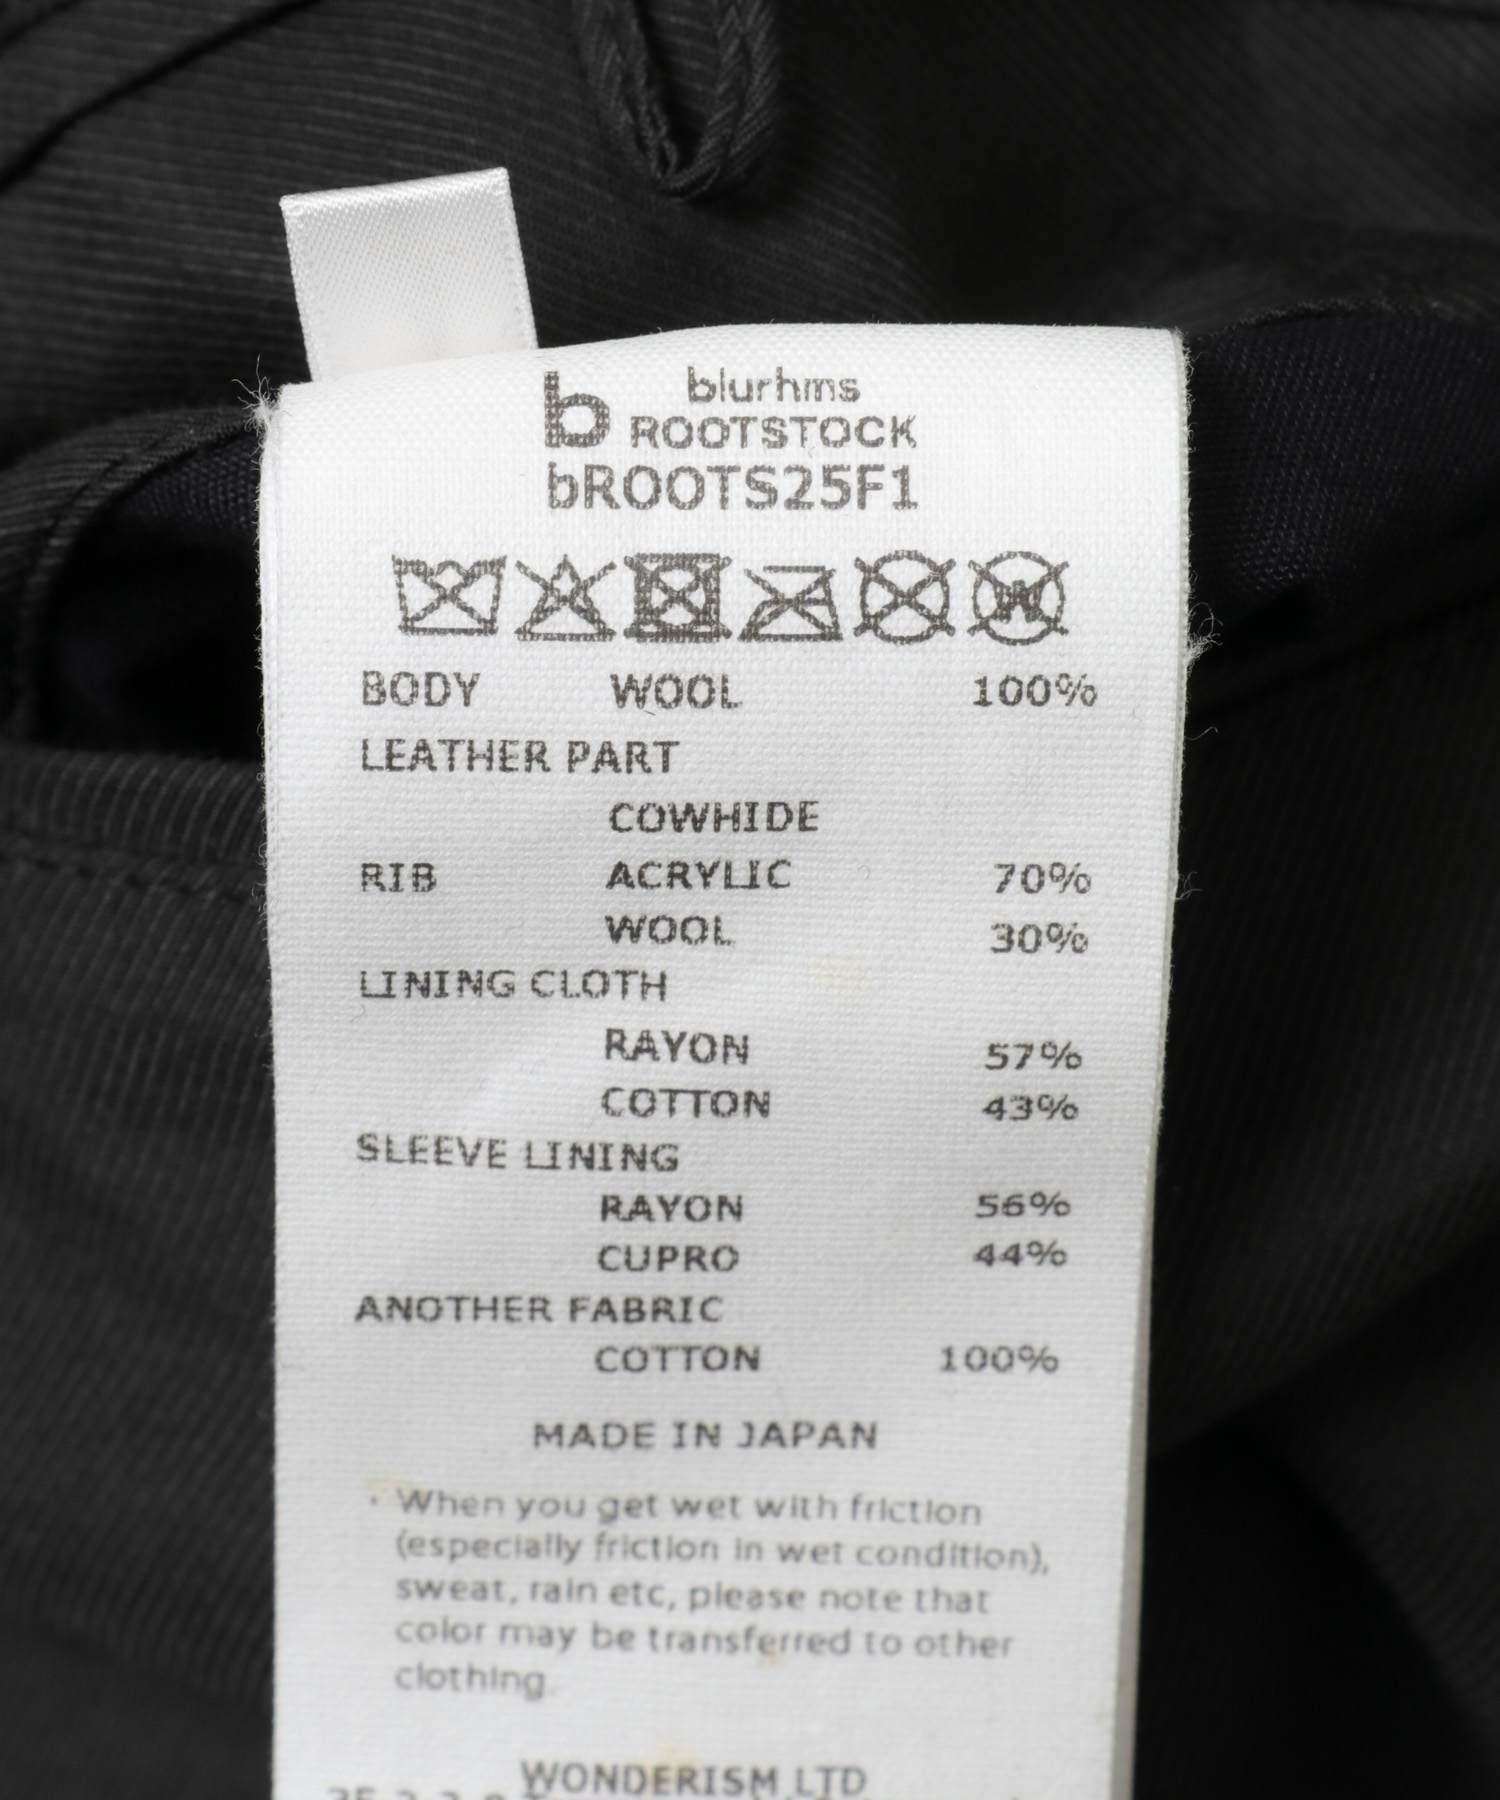 b blurhms
ROOTSTOCK
bROOTS25F1
W
BODY WOOL 100%
LEATHER PART
COWHIDE
RIB ACRYLIC 70%
WOOL 30%
LINING CLOTH
RAYON 57%
COTTON 43%
SLEEVE LINING
RAYON 56%
CUPRO 44%
ANOTHER FABRIC
COTTON 100%
MADE IN JAPAN
・When you get wet with friction
(especially friction in wet condition),
sweat, rain etc, please note that
color may be transferred to other
clothing.
WONDERISM,LTD